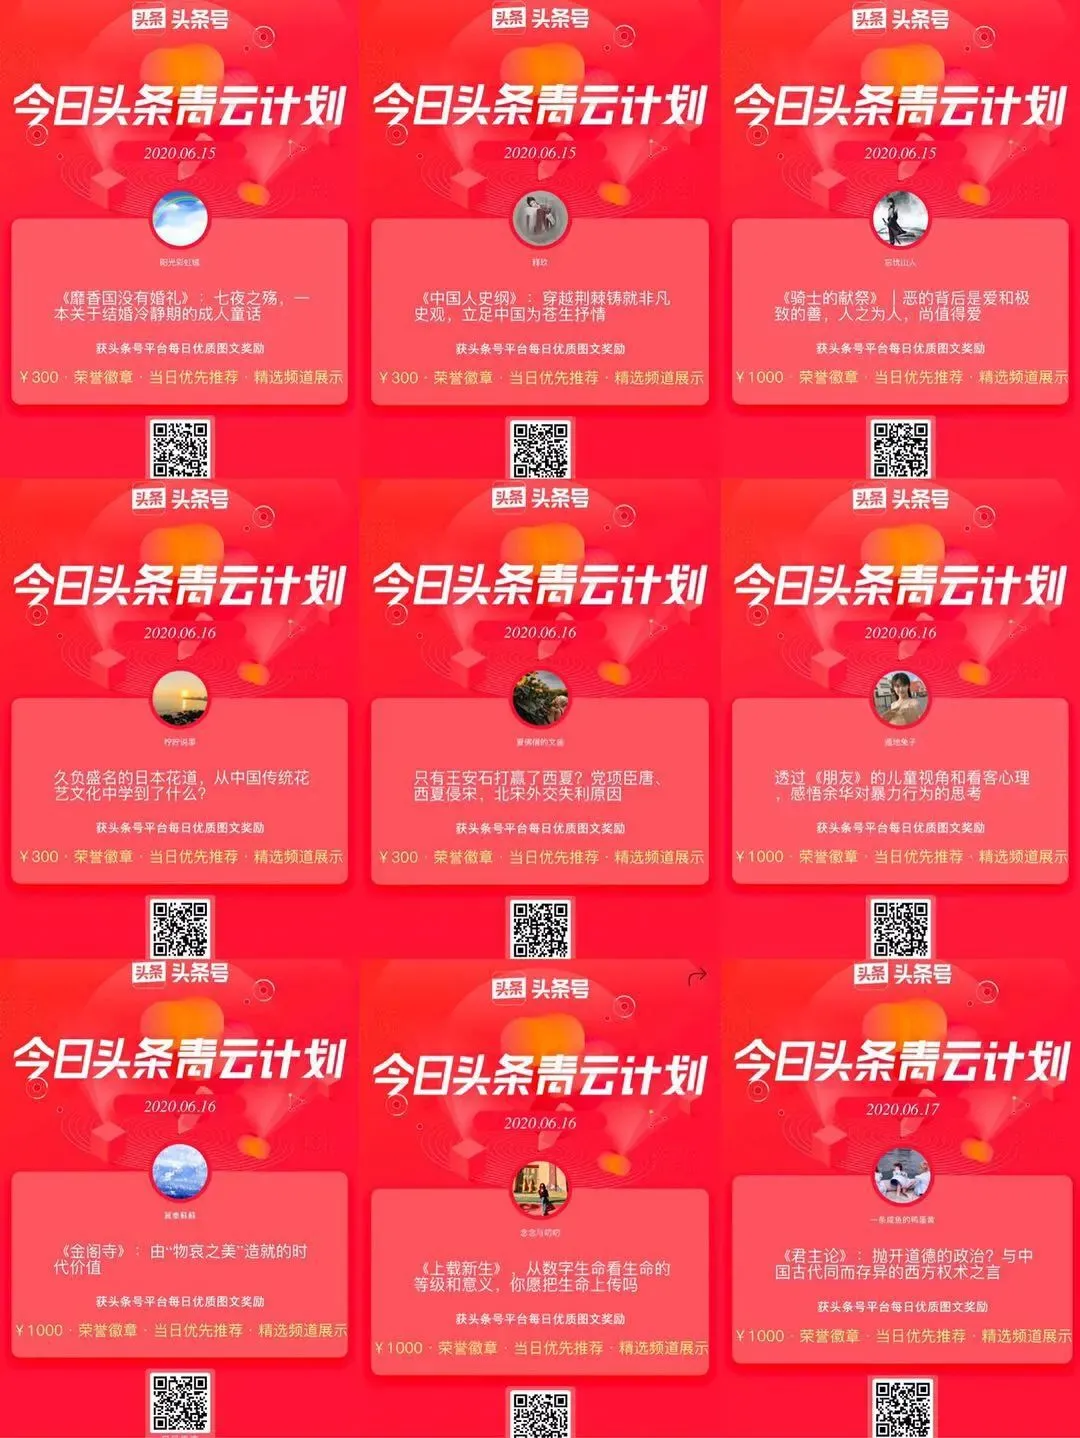 头条 头条号
今日头条青云计划
2020.06.15
阳光彩虹城
《靡香国没有婚礼》：七夜之殇，一
本关于结婚冷静期的成人童话
获头条号平台每日优质图文奖励
￥300 · 荣誉徽章 · 当日优先推荐 · 精选频道展示
头条 头条号
今日头条青云计划
2020.06.15
《中国人史纲》：穿越荆棘铸就非凡
史观，立足中国为苍生抒情
获头条号平台每日优质图文奖励
￥300 · 荣誉徽章 · 当日优先推荐 · 精选频道展示
头条 头条号
今日头条青云计划
2020.06.15
忘忧山人
《骑士的献祭》｜恶的背后是爱和极
致的善，人之为人，尚值得爱
获头条号平台每日优质图文奖励
￥1000 · 荣誉徽章 · 当日优先推荐 · 精选频道展示
头条 头条号
今日头条青云计划
2020.06.16
柠柠说事
久负盛名的日本花道，从中国传统花
艺文化中学到了什么？
获头条号平台每日优质图文奖励
￥300 · 荣誉徽章 · 当日优先推荐 · 精选频道展示
头条 头条号
今日头条青云计划
2020.06.16
只有王安石打赢了西夏？党项臣唐、
西夏侵宋，北宋外交失利原因
获头条号平台每日优质图文奖励
￥300 · 荣誉徽章 · 当日优先推荐 · 精选频道展示
头条 头条号
今日头条青云计划
2020.06.16
遁地兔子
透过《朋友》的儿童视角和看客心理
，感悟余华对暴力行为的思考
获头条号平台每日优质图文奖励
￥1000 · 荣誉徽章 · 当日优先推荐 · 精选频道展示
头条 头条号
今日头条青云计划
2020.06.16
《金阁寺》：由“物哀之美”造就的时
代价值
获头条号平台每日优质图文奖励
￥1000 · 荣誉徽章 · 当日优先推荐 · 精选频道展示
头条 头条号
今日头条青云计划
2020.06.16
念念与叨叨
《上载新生》，从数字生命看生命的
等级和意义，你愿把生命上传吗
获头条号平台每日优质图文奖励
￥1000 · 荣誉徽章 · 当日优先推荐 · 精选频道展示
头条 头条号
今日头条青云计划
2020.06.17
一条咸鱼的鸭蛋黄
《君主论》：抛开道德的政治？与中
国古代同而存异的西方权术之言
获头条号平台每日优质图文奖励
￥1000 · 荣誉徽章 · 当日优先推荐 · 精选频道展示